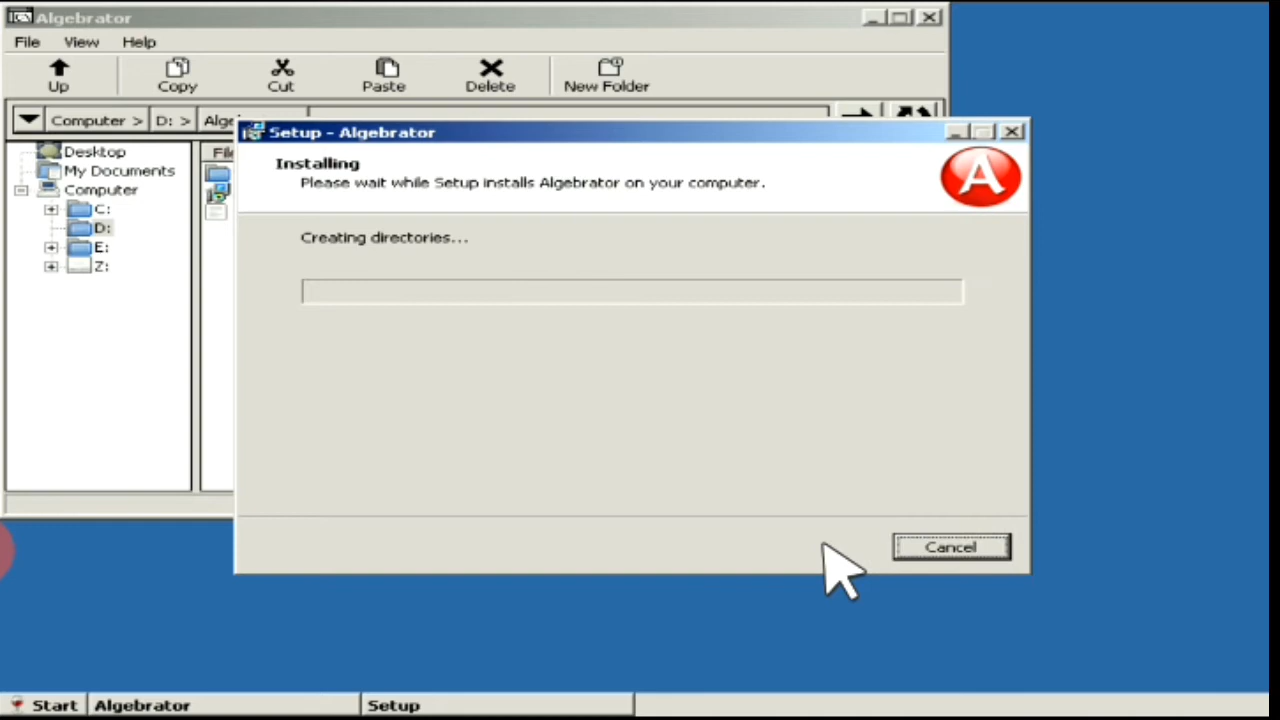 Algebrator
File View Help
Up Copy Cut Paste Delete New Folder
Computer > D: >
Setup - Algebrator
Desktop
My Documents
Computer
C:
D:
E:
Z:
Installing
Please wait while Setup installs Algebrator on your computer.
A
Creating directories...
Cancel
Start Algebrator Setup